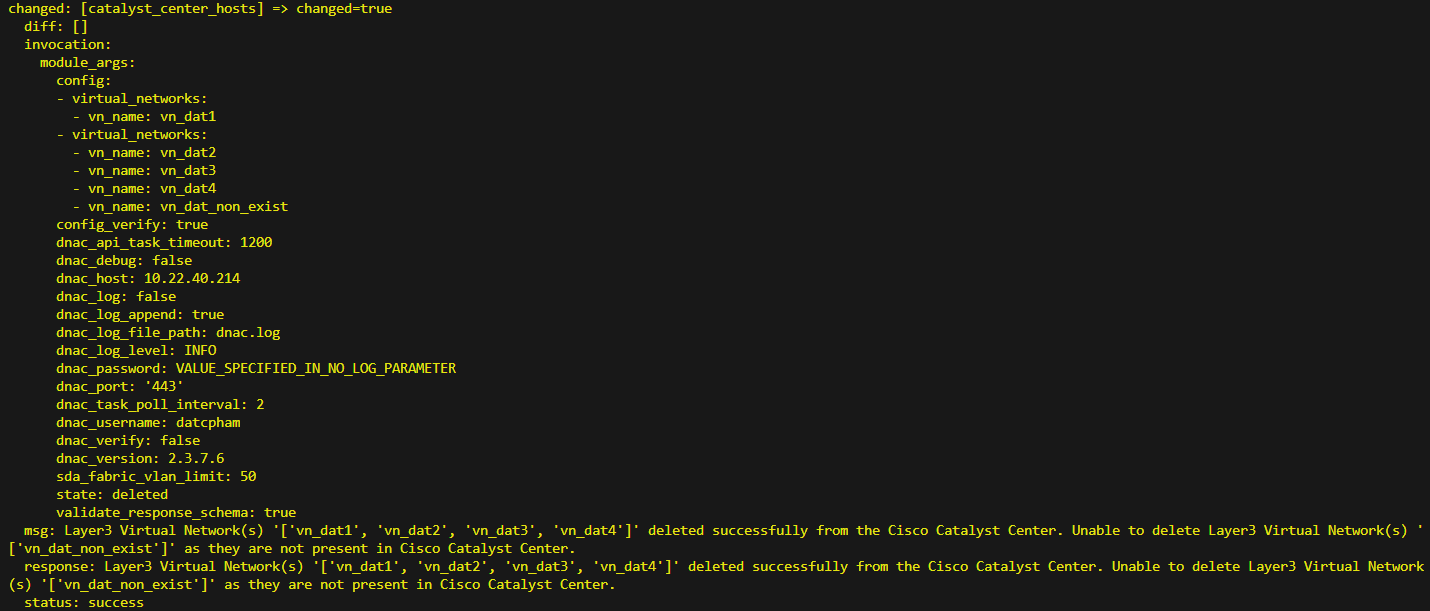 changed: [catalyst_center_hosts] => changed=true
  diff: []
  invocation:
    module_args:
      config:
      - virtual_networks:
        - vn_name: vn_dat1
      - virtual_networks:
        - vn_name: vn_dat2
        - vn_name: vn_dat3
        - vn_name: vn_dat4
        - vn_name: vn_dat_non_exist
      config_verify: true
      dnac_api_task_timeout: 1200
      dnac_debug: false
      dnac_host: 10.22.40.214
      dnac_log: false
      dnac_log_append: true
      dnac_log_file_path: dnac.log
      dnac_log_level: INFO
      dnac_password: VALUE_SPECIFIED_IN_NO_LOG_PARAMETER
      dnac_port: '443'
      dnac_task_poll_interval: 2
      dnac_username: datcpham
      dnac_verify: false
      dnac_version: 2.3.7.6
      sda_fabric_vlan_limit: 50
      state: deleted
      validate_response_schema: true
  msg: Layer3 Virtual Network(s) '['vn_dat1', 'vn_dat2', 'vn_dat3', 'vn_dat4']' deleted successfully from the Cisco Catalyst Center. Unable to delete Layer3 Virtual Network(s) '
['vn_dat_non_exist']' as they are not present in Cisco Catalyst Center.
  response: Layer3 Virtual Network(s) '['vn_dat1', 'vn_dat2', 'vn_dat3', 'vn_dat4']' deleted successfully from the Cisco Catalyst Center. Unable to delete Layer3 Virtual Network
(s) '['vn_dat_non_exist']' as they are not present in Cisco Catalyst Center.
  status: success